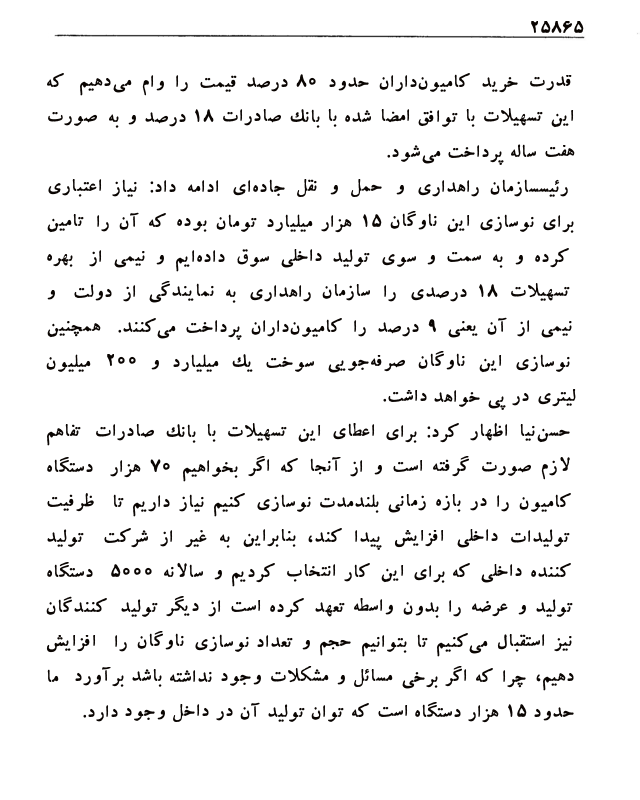 ۲۵۸۶۵
قدرت خرید کامیون‌داران حدود ۸۰ درصد قیمت را وام می‌دهیم که
این تسهیلات با توافق امضا شده با بانک صادرات ۱۸ درصد و به صورت
هفت ساله پرداخت می‌شود.
رئیسسازمان راهداری و حمل و نقل جاده‌ای ادامه داد: نیاز اعتباری
برای نوسازی این ناوگان ۱۵ هزار میلیارد تومان بوده که آن را تامین
کرده و به سمت و سوی تولید داخلی سوق داده‌ایم و نیمی از بهره
تسهیلات ۱۸ درصدی را سازمان راهداری به نمایندگی از دولت و
نیمی از آن یعنی ۹ درصد را کامیون‌داران پرداخت می‌کنند. همچنین
نوسازی این ناوگان صرفه‌جویی سوخت یک میلیارد و ۲۰۰ میلیون
لیتری در پی خواهد داشت.
حسن‌نیا اظهار کرد: برای اعطای این تسهیلات با بانک صادرات تفاهم
لازم صورت گرفته است و از آنجا که اگر بخواهیم ۷۰ هزار دستگاه
کامیون را در بازه زمانی بلندمدت نوسازی کنیم نیاز داریم تا ظرفیت
تولیدات داخلی افزایش پیدا کند، بنابراین به غیر از شرکت تولید
کننده داخلی که برای این کار انتخاب کردیم و سالانه ۵۰۰۰ دستگاه
تولید و عرضه را بدون واسطه تعهد کرده است از دیگر تولید کنندگان
نیز استقبال می‌کنیم تا بتوانیم حجم و تعداد نوسازی ناوگان را افزایش
دهیم، چرا که اگر برخی مسائل و مشکلات وجود نداشته باشد برآورد ما
حدود ۱۵ هزار دستگاه است که توان تولید آن در داخل وجود دارد.